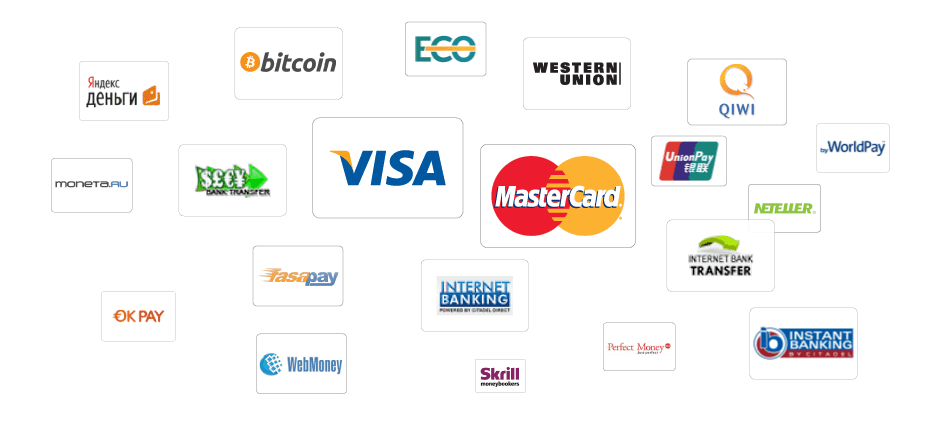 ECO
bitcoin
WESTERN
UNION
Яндекс
деньги
QIWI
VISA
UnionPay
银联
by WorldPay
moneta.ru
BANK TRANSFER
MasterCard
NETELLER
INTERNET BANK
TRANSFER
fasapay
INTERNET
BANKING
POWERED BY CITADEL DIRECT
OKPAY
Perfect Money
INSTANT
BANKING
BY CITADEL
WebMoney
Skrill
moneybookers